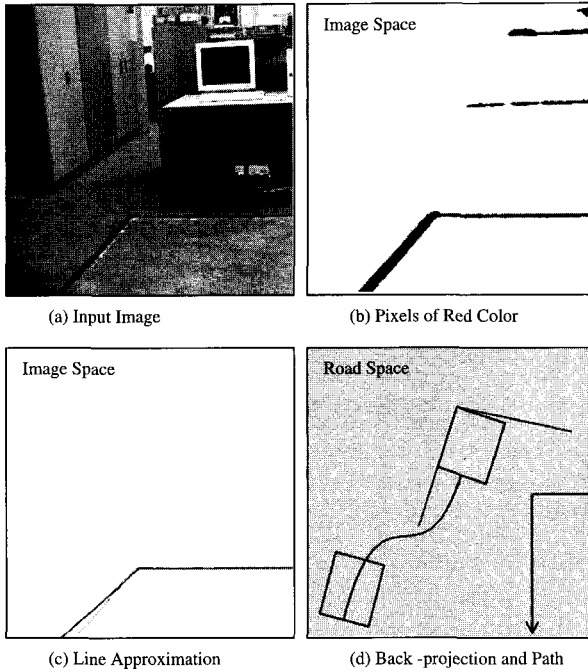 Image Space
(a) Input Image
(b) Pixels of Red Color
Image Space
Road Space
(c) Line Approximation
(d) Back -projection and Path